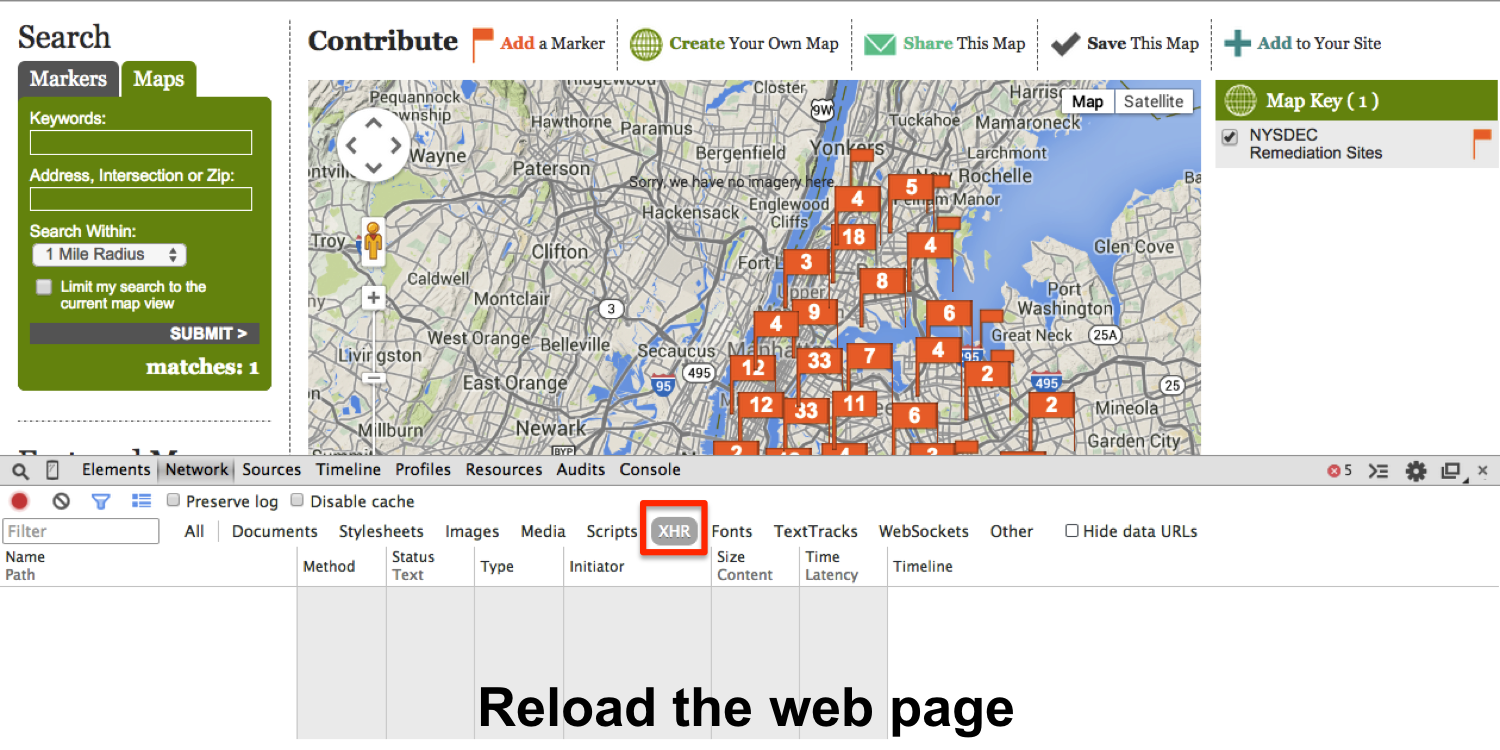 Search
Markers
Maps
Keywords:
Address, Intersection or Zip:
Search Within:
1 Mile Radius
Limit my search to the
current map view
SUBMIT >
matches: 1
Contribute
Add a Marker
Create Your Own Map
Share This Map
Save This Map
Add to Your Site
Map
Satellite
Map Key ( 1 )
NYSDEC
Remediation Sites
Pequannock
Closter
9W
Tuckahoe
Mamaroneck
Hawthorne
Paramus
Wayne
Bergenfield
Yonkers
Larchmont
Paterson
Sorry, we have no imagery here.
Rochelle
Pelham Manor
Hackensack
Englewood
Cliffs
4
5
Troy
Clifton
18
4
Glen Cove
Fort L
3
Caldwell
8
Upper
Port
Washington
Montclair
3
9
6
4
Great Neck
25A
West Orange
Belleville
Secaucus
Livingston
495
12
33
7
4
East Orange
95
2
495
25
12
33
11
6
2
Mineola
Millburn
Newark
Garden City
BYP
2
4
Elements
Network
Sources
Timeline
Profiles
Resources
Audits
Console
5
Preserve log
Disable cache
Filter
All
Documents
Stylesheets
Images
Media
Scripts
XHR
Fonts
TextTracks
WebSockets
Other
Hide data URLs
Name
Path
Method
Status
Text
Type
Initiator
Size
Content
Time
Latency
Timeline
Reload the web page